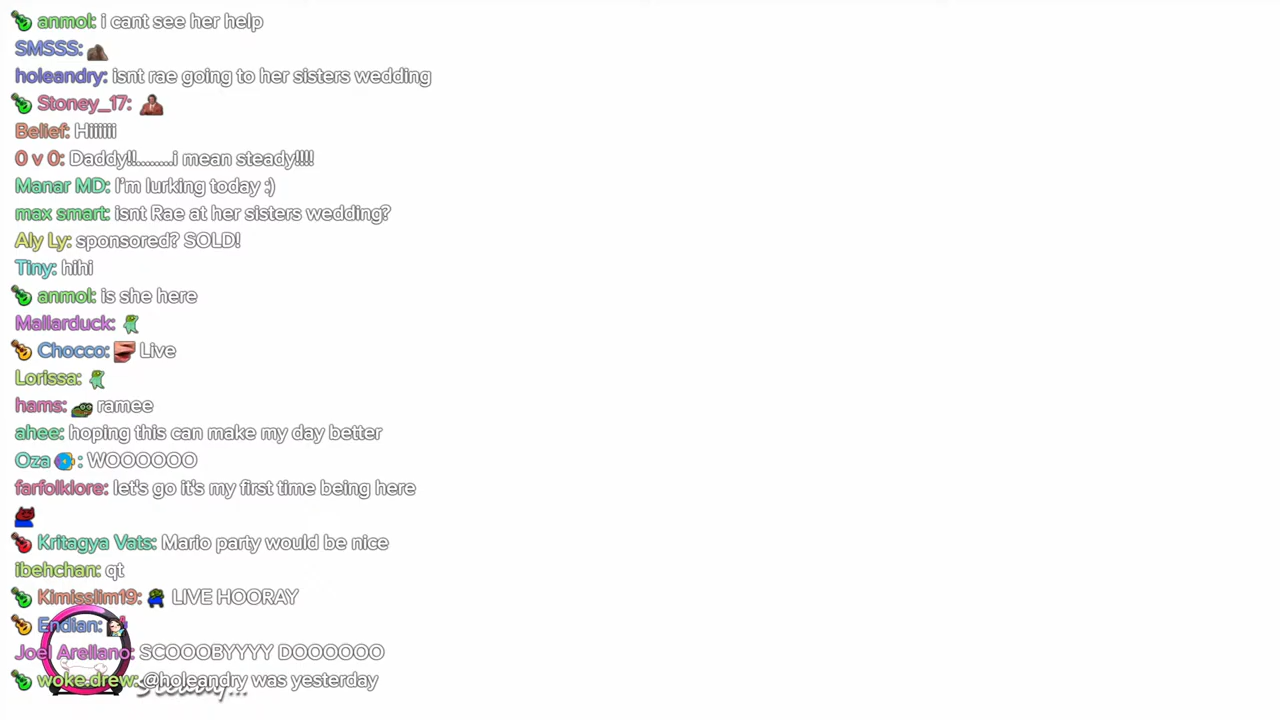 anmol: i cant see her help
SMSSS:
holeandry: isnt rae going to her sisters wedding
Stoney_17:
Belief: Hiiiiii
0 v 0: Daddy!!........i mean steady!!!!
Manar MD: I'm lurking today :)
max smart: isnt Rae at her sisters wedding?
Aly Ly: sponsored? SOLD!
Tiny: hihi
anmol: is she here
Mallarduck:
Chocco: Live
Lorissa:
hams: ramee
ahee: hoping this can make my day better
Oza : WOOOOOO
farfolklore: let's go it's my first time being here
Kritagya Vats: Mario party would be nice
ibehchan: qt
Kimisslim19: LIVE HOORAY
Endian:
Joel Arellano: SCOOOBYYYY DOOOOOO
woke.drew: @holeandry was yesterday
Steady...